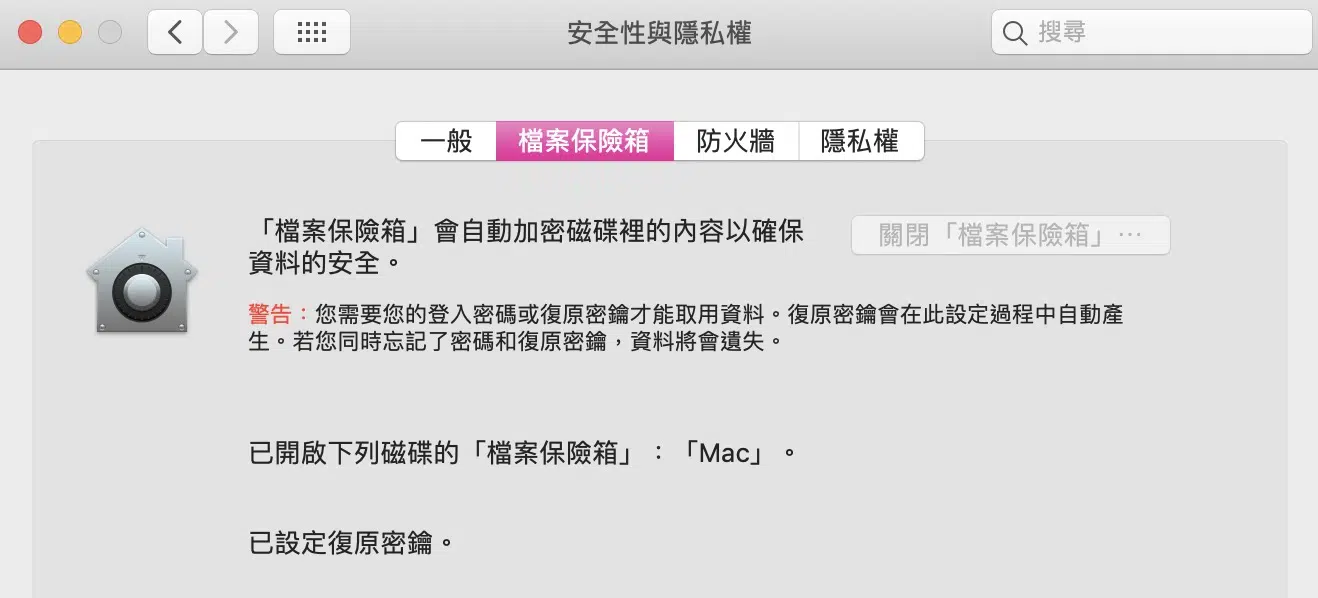 安全性與隱私權
搜尋
一般
檔案保險箱
防火牆
隱私權
「檔案保險箱」會自動加密磁碟裡的內容以確保
資料的安全。
關閉「檔案保險箱」⋯
警告：您需要您的登入密碼或復原密鑰才能取用資料。復原密鑰會在此設定過程中自動產
生。若您同時忘記了密碼和復原密鑰，資料將會遺失。
已開啟下列磁碟的「檔案保險箱」：「Mac」。
已設定復原密鑰。